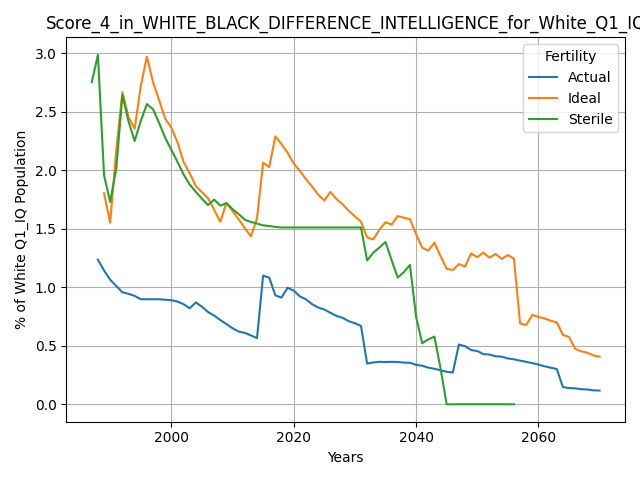 Score_4_in_WHITE_BLACK_DIFFERENCE_INTELLIGENCE_for_White_Q1_IQ
Fertility
Actual
Ideal
Sterile
% of White Q1_IQ Population
3.0
2.5
2.0
1.5
1.0
0.5
0.0
2000 2020 2040 2060
Years